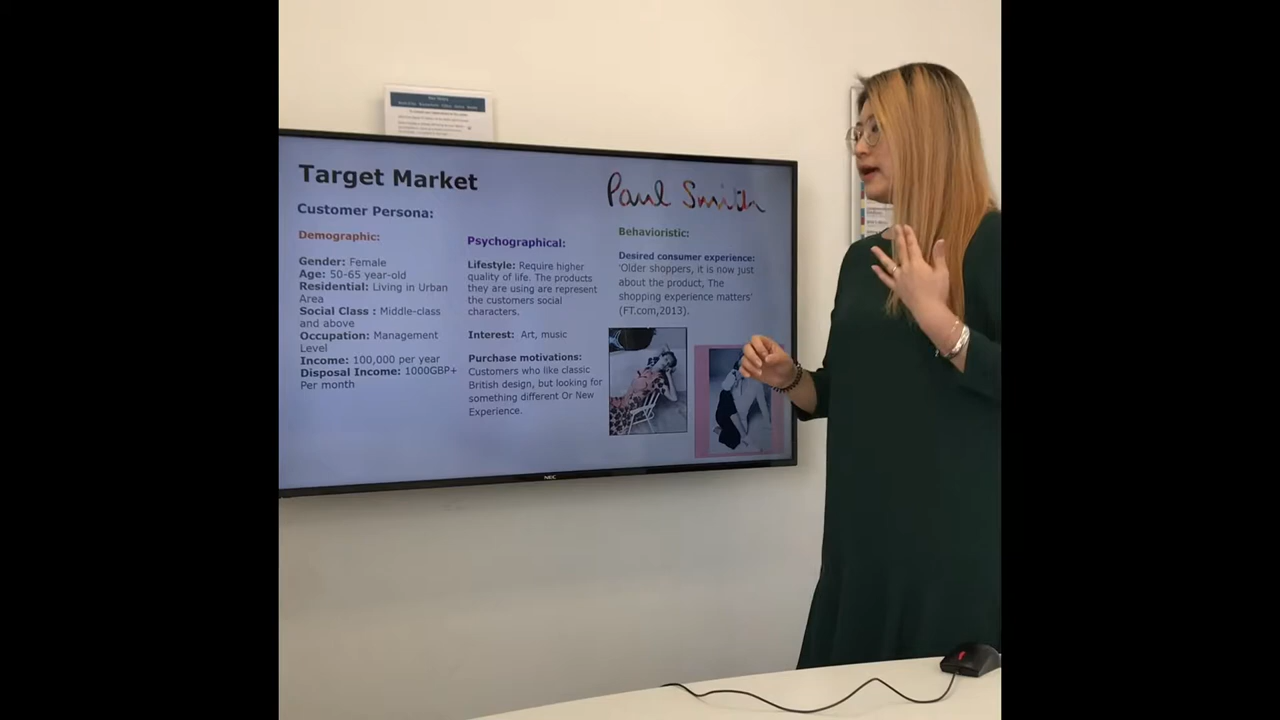 Target Market
Paul Smith
Customer Persona:
Demographic:
Gender: Female
Age: 50-65 year-old
Residential: Living in Urban
Area
Social Class : Middle-class
and above
Occupation: Management
Level
Income: 100,000 per year
Disposal Income: 1000GBP+
Per month
Psychographical:
Lifestyle: Require higher
quality of life. The products
they are using are represent
the customers social
characters.
Interest: Art, music
Purchase motivations:
Customers who like classic
British design, but looking for
something different Or New
Experience.
Behavioristic:
Desired consumer experience:
'Older shoppers, it is now just
about the product, The
shopping experience matters'
(FT.com,2013).
NEC